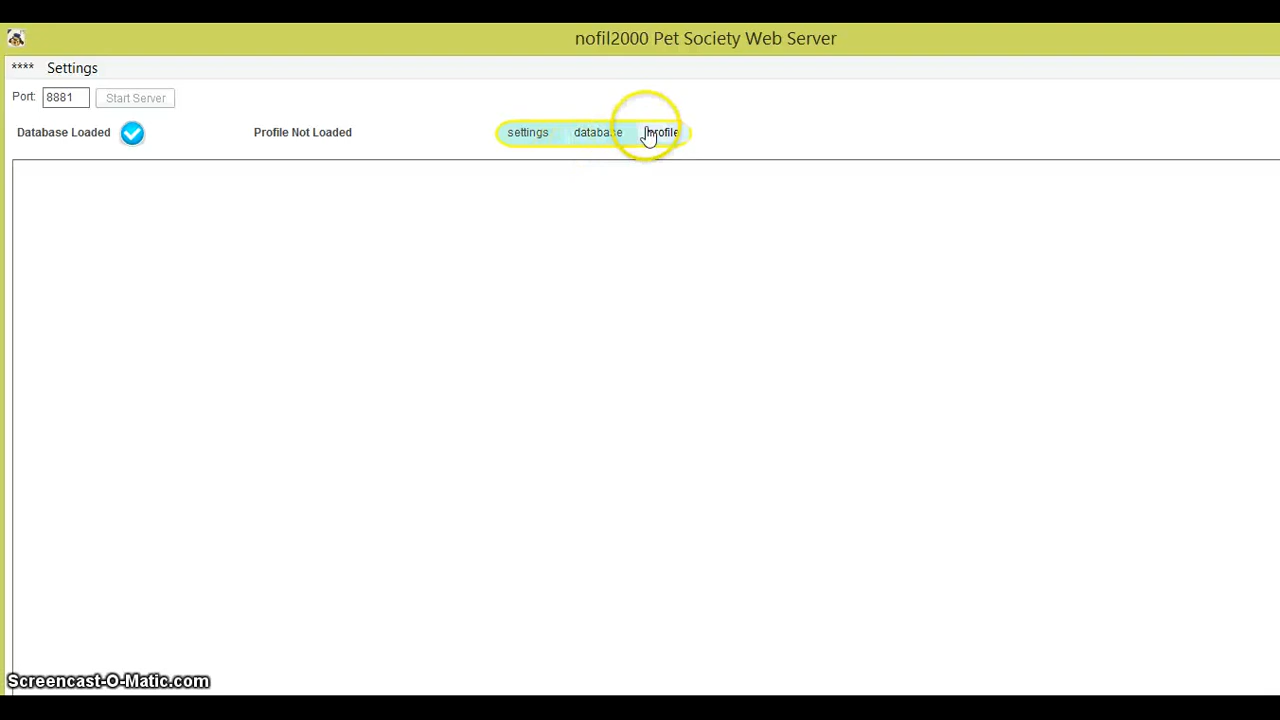 nofil2000 Pet Society Web Server
**** Settings
Port: 8881 Start Server
Database Loaded Profile Not Loaded settings database profile
Screencast-O-Matic.com